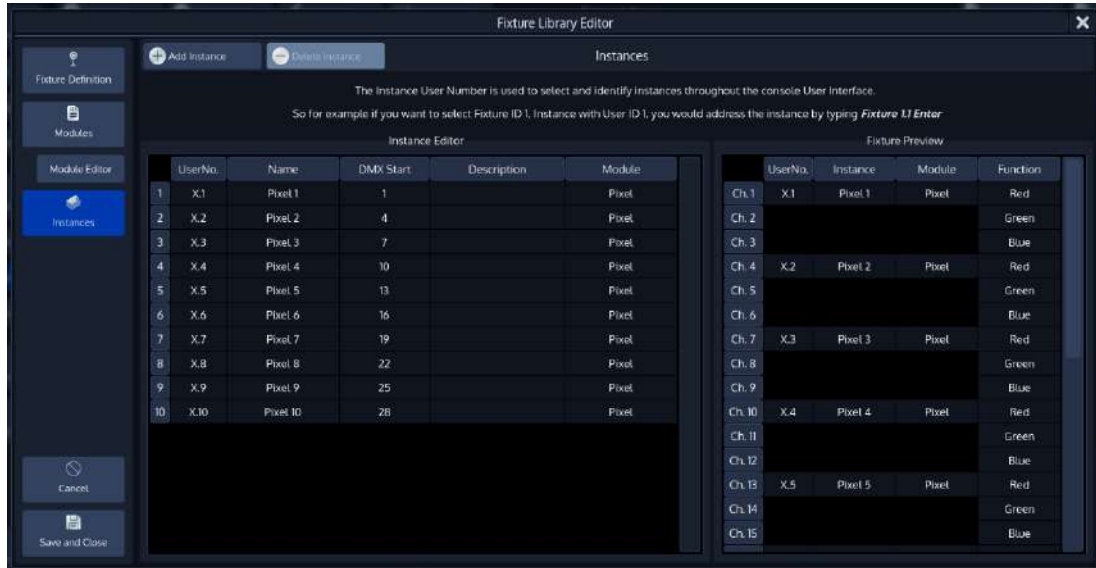 Fixture Library Editor
Fixture Definition
Modules
Module Editor
Instances
Cancel
Save and Close
Add Instance Delete Instance Instances
The Instance User Number is used to select and identify instances throughout the console User Interface.
So for example if you want to select Fixture ID 1, Instance with User ID 1, you would address the instance by typing Fixture 1.1 Enter
Instance Editor
UserNo. Name DMX Start Description Module
1 X.1 Pixel 1 1 Pixel
2 X.2 Pixel 2 4 Pixel
3 X.3 Pixel 3 7 Pixel
4 X.4 Pixel 4 10 Pixel
5 X.5 Pixel 5 13 Pixel
6 X.6 Pixel 6 16 Pixel
7 X.7 Pixel 7 19 Pixel
8 X.8 Pixel 8 22 Pixel
9 X.9 Pixel 9 25 Pixel
10 X.10 Pixel 10 28 Pixel
Fixture Preview
UserNo. Instance Module Function
Ch. 1 X.1 Pixel 1 Pixel Red
Ch. 2 Green
Ch. 3 Blue
Ch. 4 X.2 Pixel 2 Pixel Red
Ch. 5 Green
Ch. 6 Blue
Ch. 7 X.3 Pixel 3 Pixel Red
Ch. 8 Green
Ch. 9 Blue
Ch. 10 X.4 Pixel 4 Pixel Red
Ch. 11 Green
Ch. 12 Blue
Ch. 13 X.5 Pixel 5 Pixel Red
Ch. 14 Green
Ch. 15 Blue